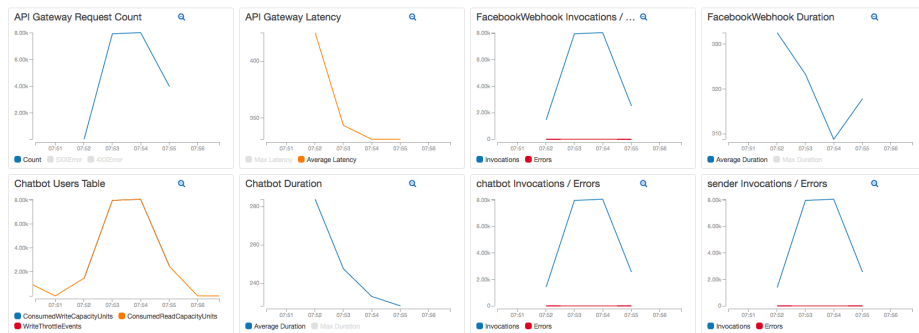 API Gateway Request Count
8.00k
6.00k
4.00k
2.00k
07:51 07:52 07:53 07:54 07:55 07:56
Count 5XXError 4XXError
API Gateway Latency
400
07:51 07:52 07:53 07:54 07:55 07:56
Max Latency Average Latency
FacebookWebhook Invocations / ...
8.00k
6.00k
4.00k
2.00k
0
07:51 07:52 07:53 07:54 07:55 07:56
Invocations Errors
FacebookWebhook Duration
330
320
310
07:51 07:52 07:53 07:54 07:55 07:56
Average Duration Max Duration
Chatbot Users Table
8.00k
6.00k
4.00k
2.00k
07:51 07:52 07:53 07:54 07:55 07:56
ConsumedWriteCapacityUnits ConsumedReadCapacityUnits
WriteThrottleEvents
Chatbot Duration
280
260
240
07:51 07:52 07:53 07:54 07:55 07:56
Average Duration Max Duration
chatbot Invocations / Errors
8.00k
6.00k
4.00k
2.00k
0
07:51 07:52 07:53 07:54 07:55 07:56
Invocations Errors
sender Invocations / Errors
8.00k
6.00k
4.00k
2.00k
0
07:51 07:52 07:53 07:54 07:55 07:56
Invocations Errors